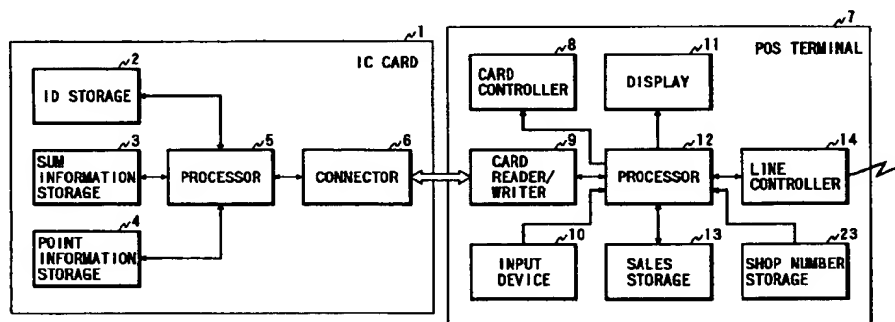 1
IC CARD
2
ID STORAGE
3
SUM
INFORMATION
STORAGE
4
POINT
INFORMATION
STORAGE
5
PROCESSOR
6
CONNECTOR
7
POS TERMINAL
8
CARD
CONTROLLER
11
DISPLAY
9
CARD
READER/
WRITER
12
PROCESSOR
14
LINE
CONTROLLER
10
INPUT
DEVICE
13
SALES
STORAGE
23
SHOP NUMBER
STORAGE